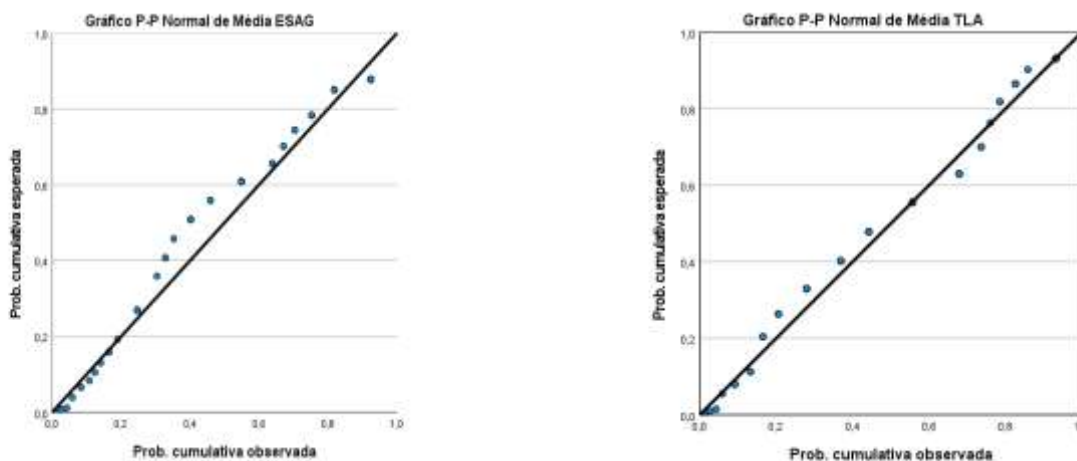 Gráfico P-P Normal de Média ESAG
1,0
0,8
0,6
0,4
0,2
0,0
0,0 0,2 0,4 0,6 0,8 1,0
Prob. cumulativa esperada
Prob. cumulativa observada
Gráfico P-P Normal de Média TLA
1,0
0,8
0,6
0,4
0,2
0,0
0,0 0,2 0,4 0,6 0,8
Prob. cumulativa esperada
Prob. cumulativa observada